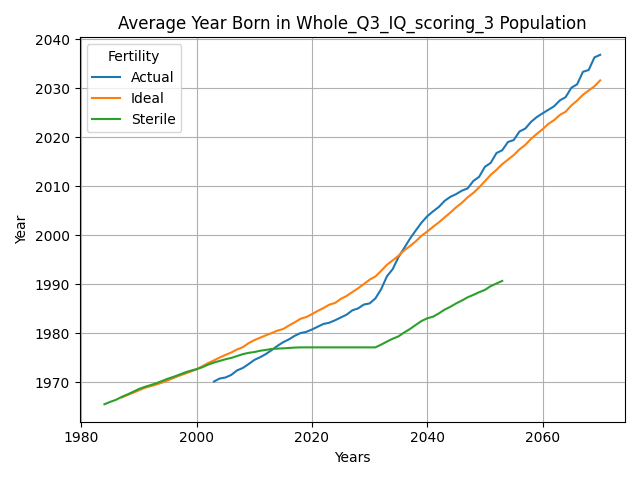 Average Year Born in Whole_Q3_IQ_scoring_3 Population
2040
2030
2020
2010
2000
1990
1980
1970
Year
Fertility
Actual
Ideal
Sterile
1980
2000
2020
2040
2060
Years